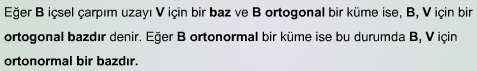 Eğer B içsel çarpım uzayı V için bir baz ve B ortogonal bir küme ise, B, V için bir
ortogonal bazdır denir. Eğer B ortonormal bir küme ise bu durumda B, V için
ortonormal bir bazdır.